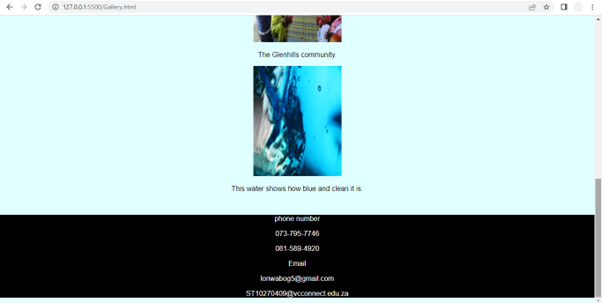 127.0.0.1:5500/Gallery.html
The Glenhills community.
This water shows how blue and clean it is.
phone number
073-795-7746
081-589-4920
Email
lonwabog5@gmail.com
ST10270409@vcconnect.edu.za